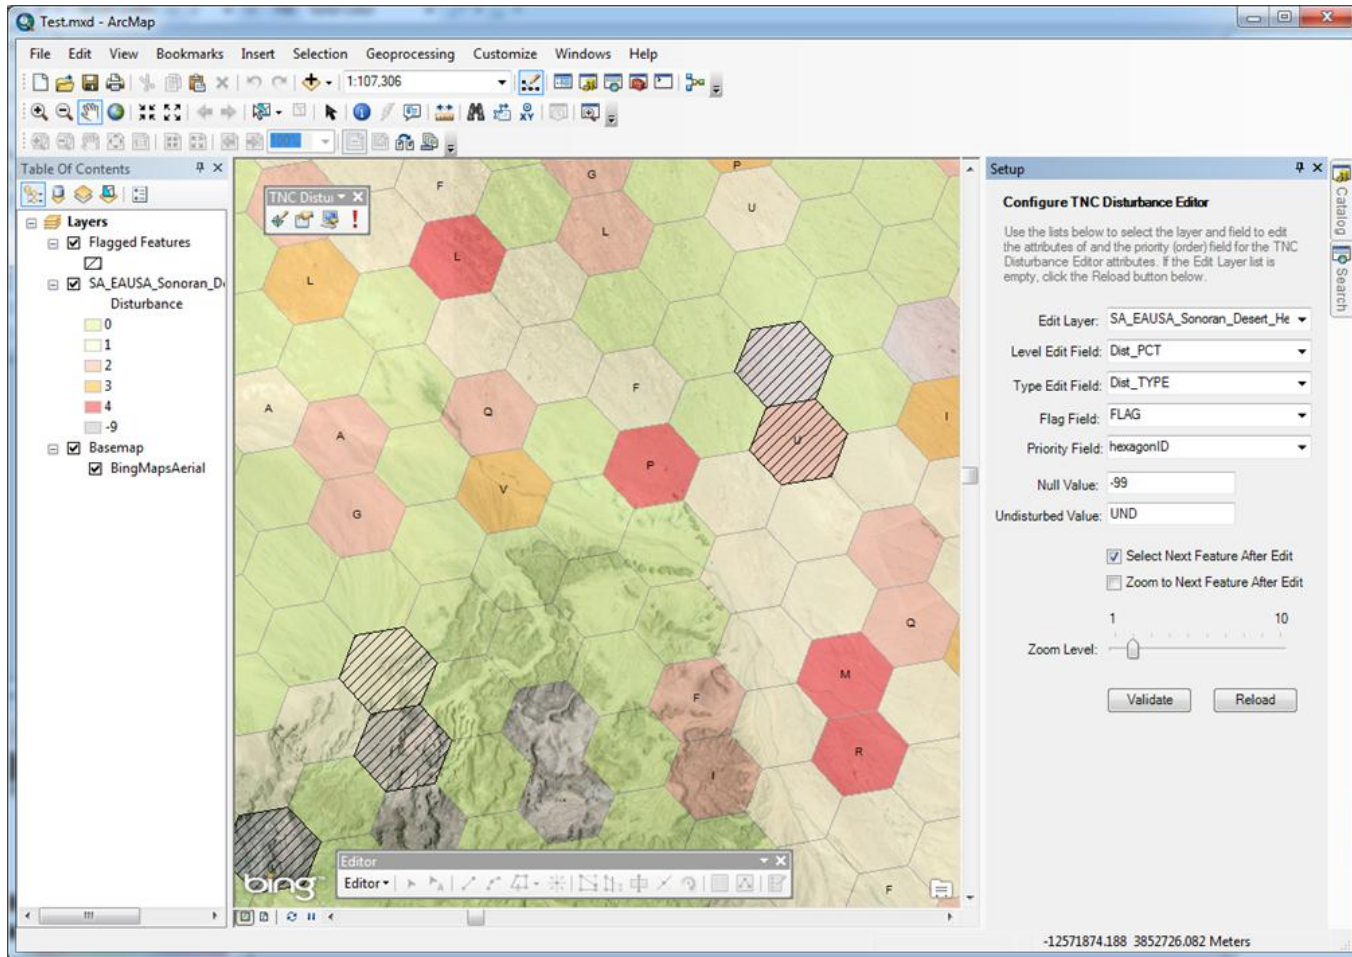 Test.mxd - ArcMap
File Edit View Bookmarks Insert Selection Geoprocessing Customize Windows Help
1:107,306
XY
100%
Table Of Contents
Layers
Flagged Features
SA_EAUSA_Sonoran_D
Disturbance
0
1
2
3
4
-9
Basemap
BingMapsAerial
TNC Distur
P
G
F
U
L
L
L
F
A
Q
I
A
U
P
V
G
Q
M
F
R
I
F
bing
Editor
Editor
Setup
Configure TNC Disturbance Editor
Use the lists below to select the layer and field to edit
the attributes of and the priority (order) field for the TNC
Disturbance Editor attributes. If the Edit Layer list is
empty, click the Reload button below.
Edit Layer: SA_EAUSA_Sonoran_Desert_He
Level Edit Field: Dist_PCT
Type Edit Field: Dist_TYPE
Flag Field: FLAG
Priority Field: hexagonID
Null Value: -99
Undisturbed Value: UND
Select Next Feature After Edit
Zoom to Next Feature After Edit
1 10
Zoom Level:
Validate Reload
Catalog
Search
-12571874.188 3852726.082 Meters